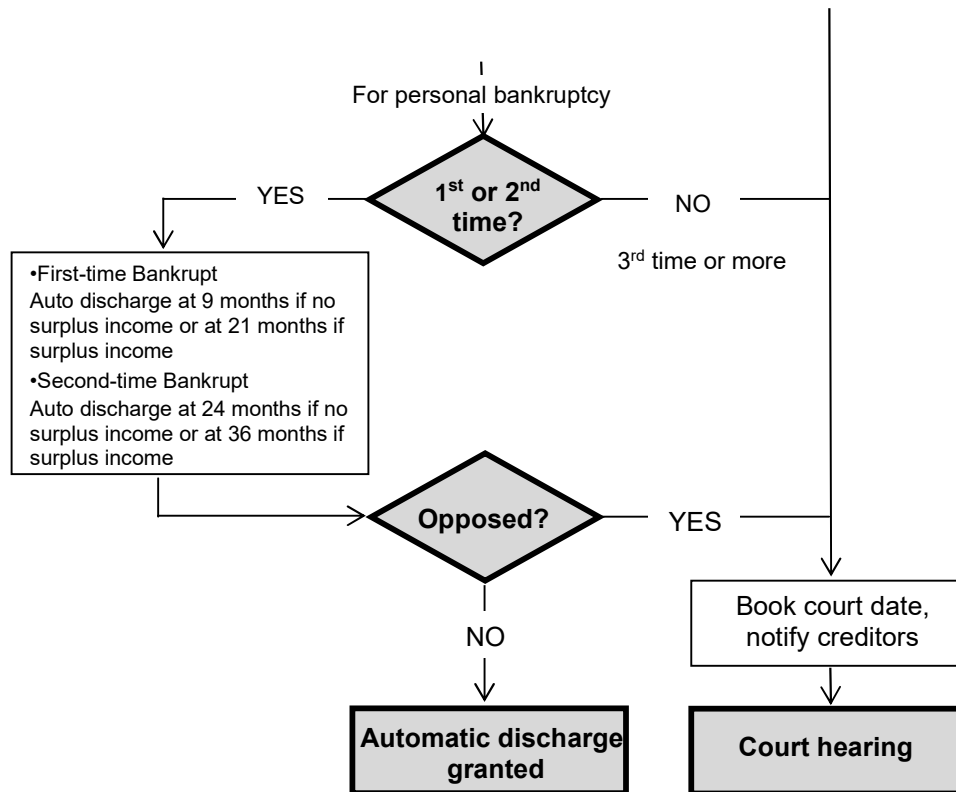 For personal bankruptcy
1st or 2nd
time?
YES
NO
3rd time or more
•First-time Bankrupt
Auto discharge at 9 months if no
surplus income or at 21 months if
surplus income
•Second-time Bankrupt
Auto discharge at 24 months if no
surplus income or at 36 months if
surplus income
Opposed?
YES
NO
Book court date,
notify creditors
Automatic discharge
granted
Court hearing